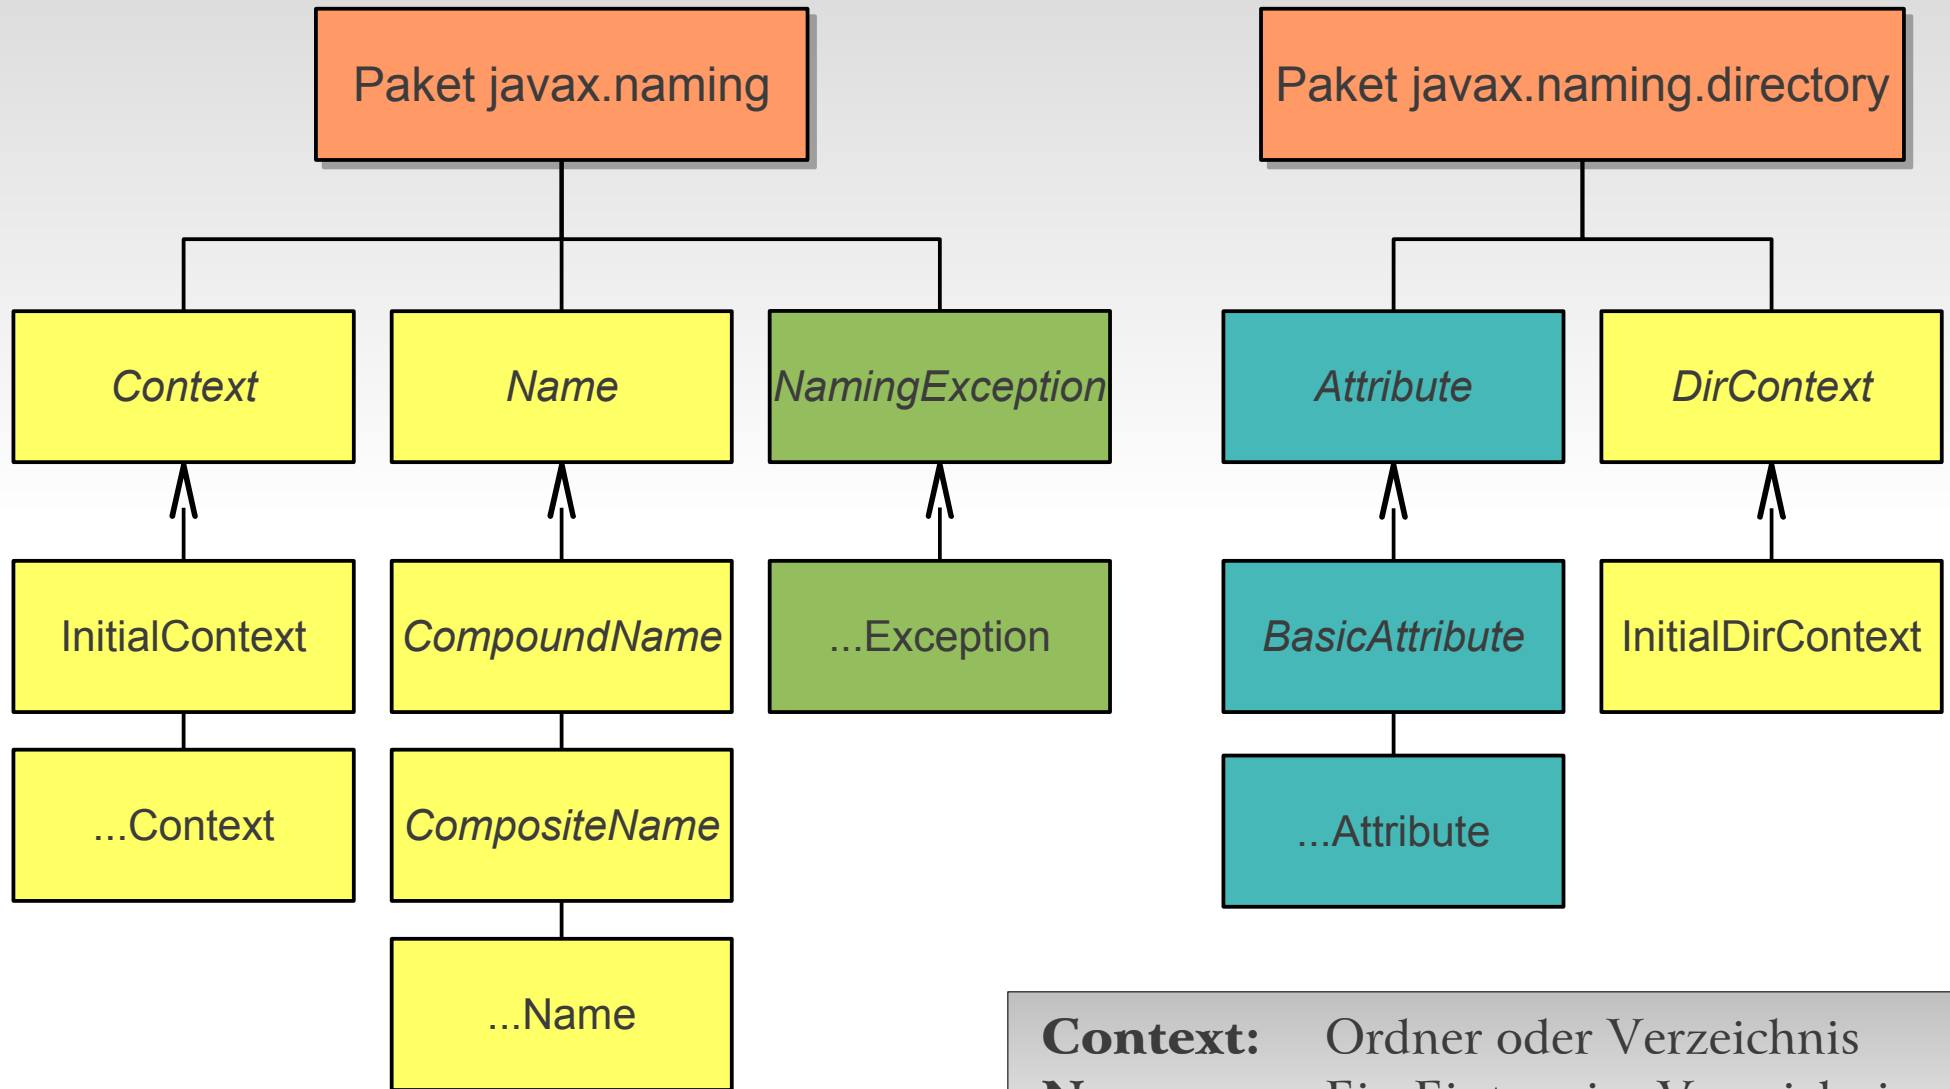 Paket javax.naming
Paket javax.naming.directory
Context
Name
NamingException
Attribute
DirContext
InitialContext
CompoundName
...Exception
BasicAttribute
InitialDirContext
...Context
CompositeName
...Attribute
...Name
Context: Ordner oder Verzeichnis